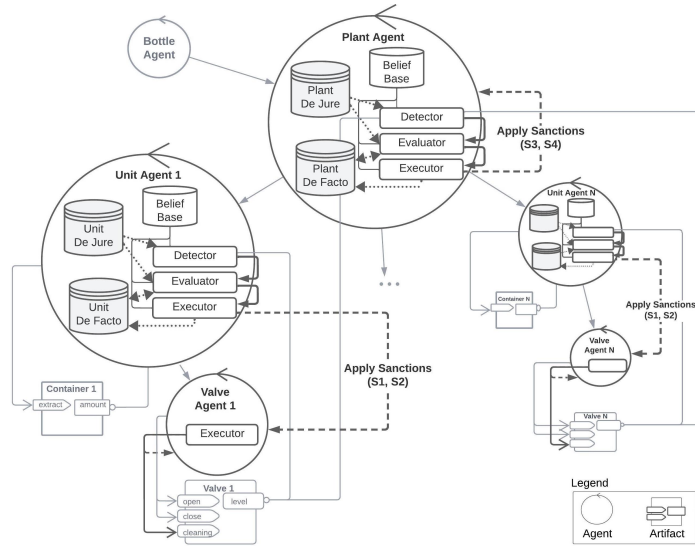 Bottle
Agent
Plant Agent
Belief
Base
Plant
De Jure
Detector
Evaluator
Executor
Plant
De Facto
Apply Sanctions
(S3, S4)
Unit Agent 1
Belief
Base
Unit
De Jure
Detector
Evaluator
Executor
Unit
De Facto
Unit Agent N
Container N
Apply Sanctions
(S1, S2)
Valve
Agent N
Valve N
Apply Sanctions
(S1, S2)
Container 1
extract
amount
Valve
Agent 1
Executor
Valve 1
open
level
close
cleaning
Legend
Agent
Artifact